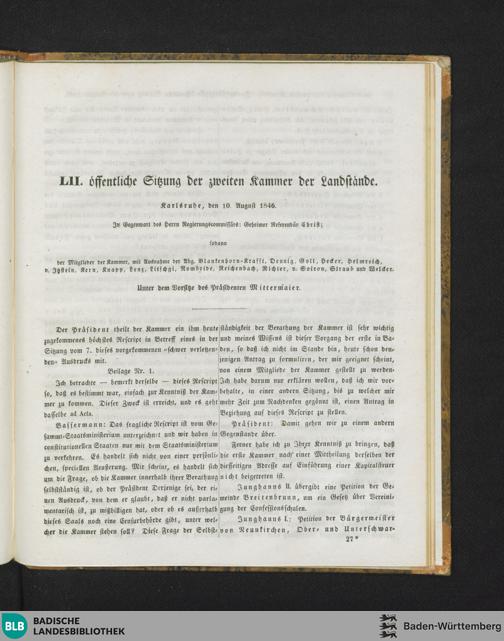 LII. öffentliche Sitzung der zweiten Kammer der Landstände.
Karlsruhe, den 10. August 1846.
In Gegenwart des Herrn Regierungscommissärs: Geheimer Referendär Christ;
sodann
der Mitglieder der Kammer, mit Ausnahme der Abg. Blankenhorn-Krafft, Dennig, Goll, Hecker, Helmreich,
v. Itzstein, Kern, Knapp, Lenz, Litschgi, Rombride, Reichenbach, Richter, v. Soiron, Straub und Welcker.
Unter dem Vorsitze des Präsidenten Mittermaier.
Der Präsident theilt der Kammer ein ihm heute
zugekommenes höchstes Rescript in Betreff eines in der
Sitzung vom 7. dieses vorgekommenen »schwer verletzen-
den« Ausdrucks mit.
Beilage Nr. 1.
Ich betrachte — bemerkt derselbe — dieses Rescript
so, daß es bestimmt war, einfach zur Kenntniß der Kam-
mer zu kommen. Dieser Zweck ist erreicht, und es geht
dasselbe ad Acta.
Bassermann: Das fragliche Rescript ist vom Ge-
sammt-Staatsministerium unterzeichnet und wir haben in
constitutionellen Staaten nur mit dem Staatsministerium
zu verkehren. Es handelt sich nicht von einer persönli-
chen, speciellen Aeusserung. Mir scheint, es handelt sich
um die Frage, ob die Kammer innerhalb ihrer Berathung
selbstständig ist, ob der Präsident Derjenige sei, der ei-
nen Ausdruck, von dem er glaubt, daß er nicht parla-
mentarisch ist, zu mißbilligen hat, oder ob es außerhalb
dieses Saals noch eine Censurbehörde gibt, unter wel-
cher die Kammer stehen soll? Diese Frage der Selbst-
ständigkeit der Berathung der Kammer ist sehr wichtig
und meines Wissens ist dieser Vorgang der erste in Ba-
den, so daß ich nicht im Stande bin, heute schon den-
jenigen Antrag zu formuliren, der mir geeignet scheint,
von einem Mitgliede der Kammer gestellt zu werden.
Ich habe darum nur erklären wollen, daß ich mir vor-
behalte, in einer andern Sitzung, bis zu welcher mir
mehr Zeit zum Nachdenken gegönnt ist, einen Antrag in
Beziehung auf dieses Rescript zu stellen.
Präsident: Damit gehen wir zu einem andern
Gegenstande über.
Ferner habe ich zu Ihrer Kenntniß zu bringen, daß
die erste Kammer nach einer Mittheilung derselben der
diesseitigen Adresse auf Einführung einer Kapitalsteuer
nicht beigetreten ist.
Junghanns II. übergibt eine Petition der Ge-
meinde Breitenbrunn, um ein Gesetz über Vereini-
gung der Confessionsschulen.
Junghanns I.: Petition der Bürgermeister
von Neunkirchen, Ober- und Unterschwar-
27*
BLB
BADISCHE
LANDESBIBLIOTHEK
Baden-Württemberg